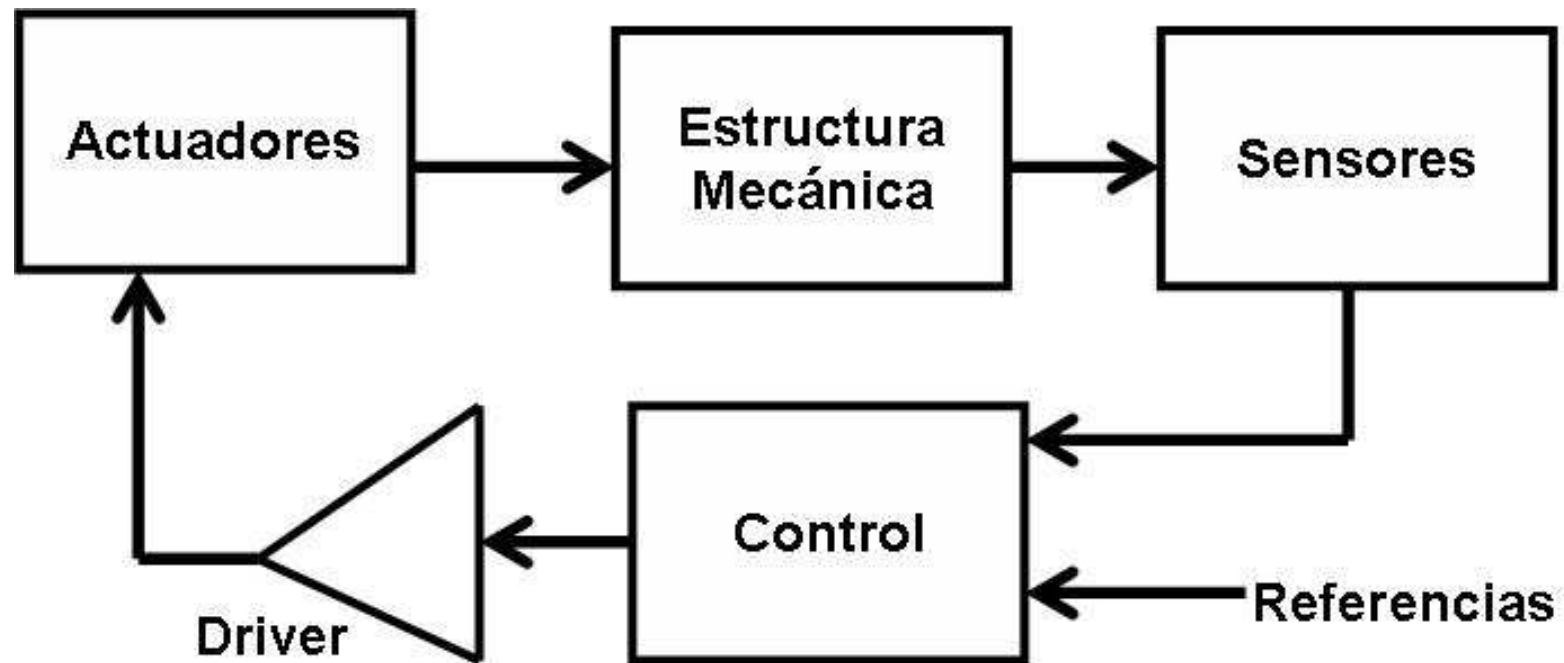 Actuadores
Estructura
Mecánica
Sensores
Control
Driver
Referencias